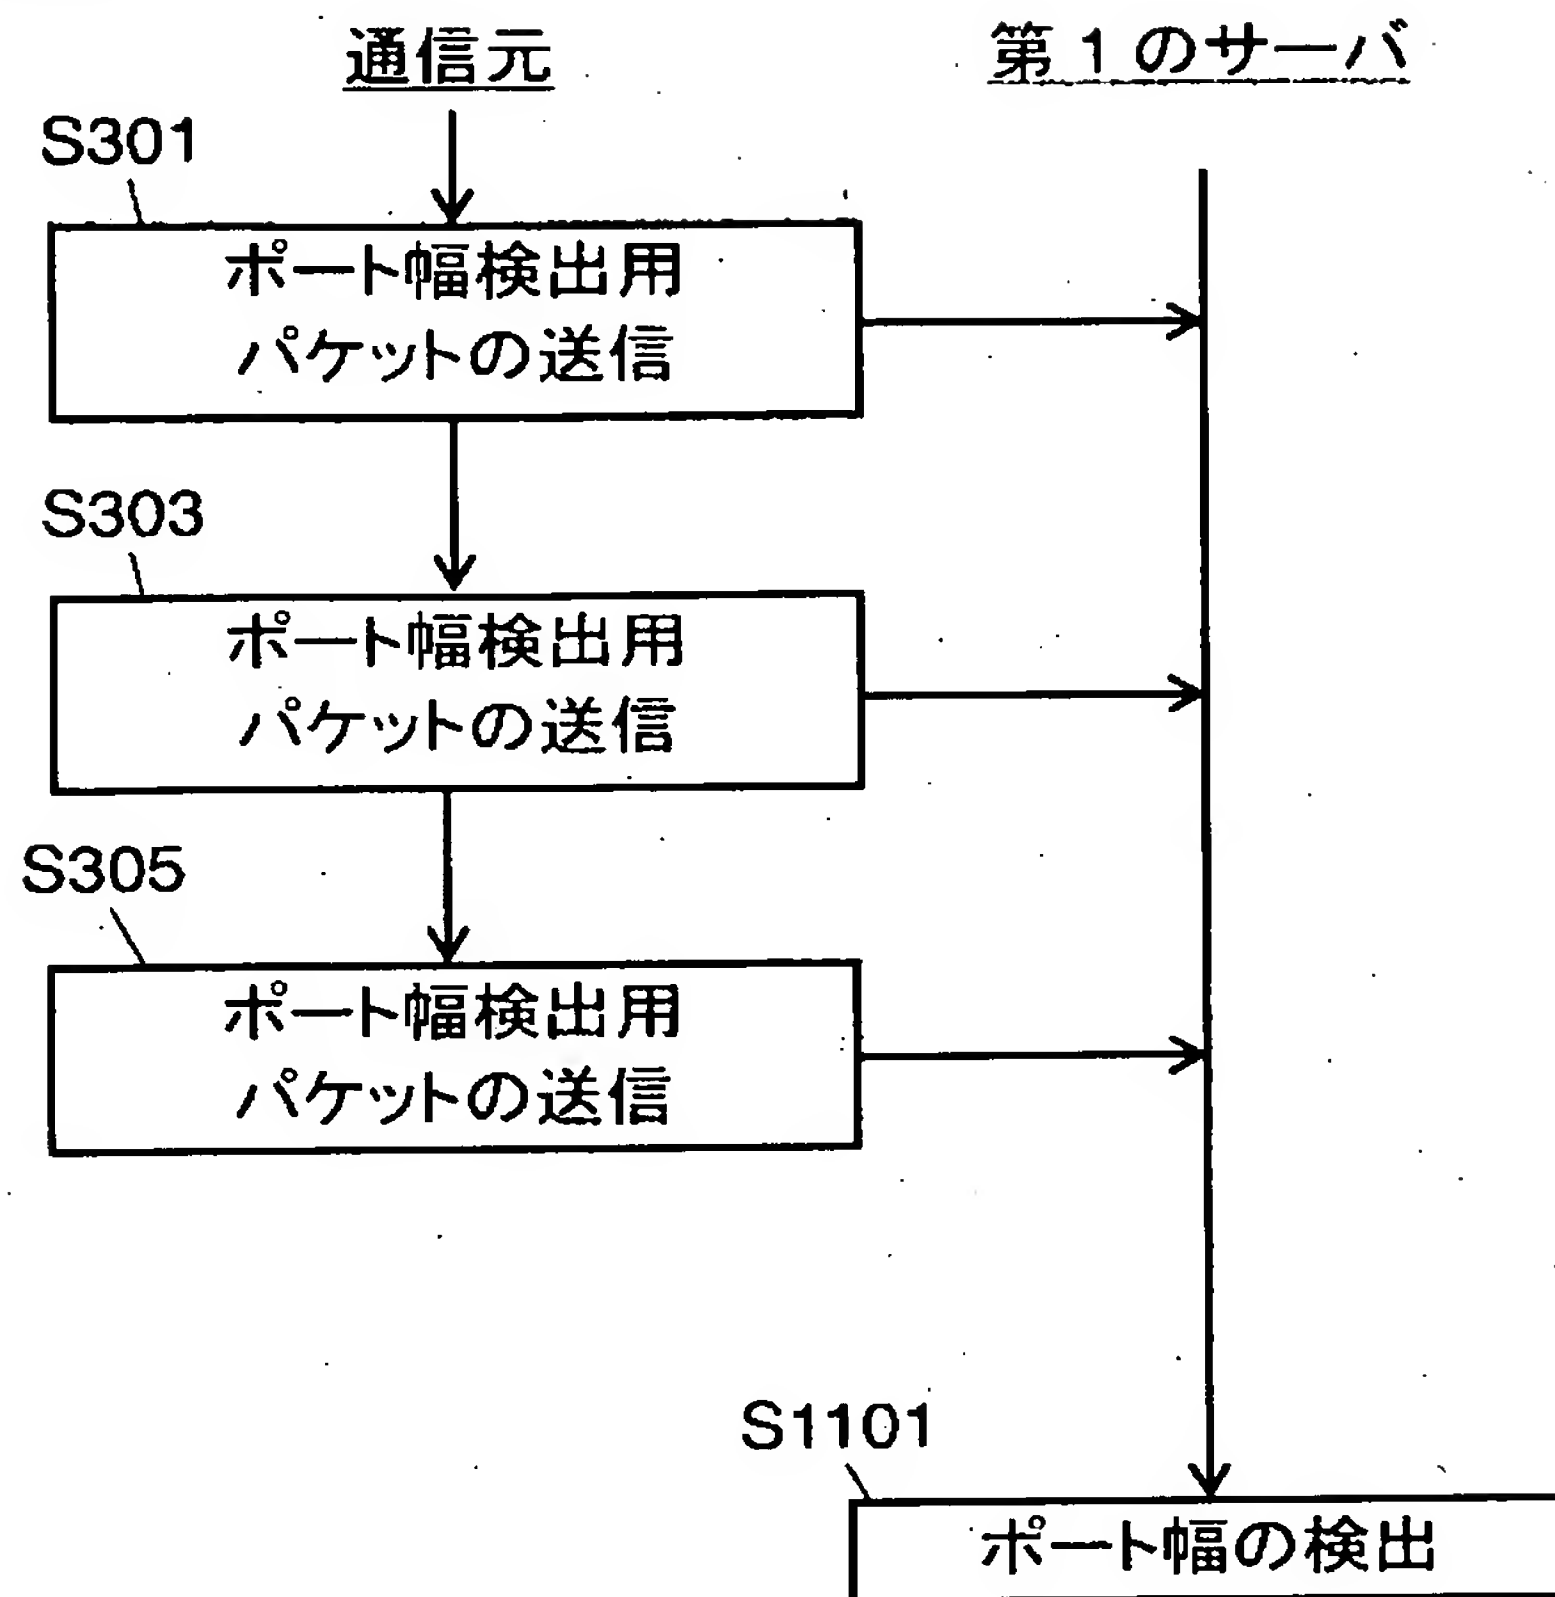 通信元
第1のサーバ
S301
ポート幅検出用
パケットの送信
S303
ポート幅検出用
パケットの送信
S305
ポート幅検出用
パケットの送信
S1101
ポート幅の検出